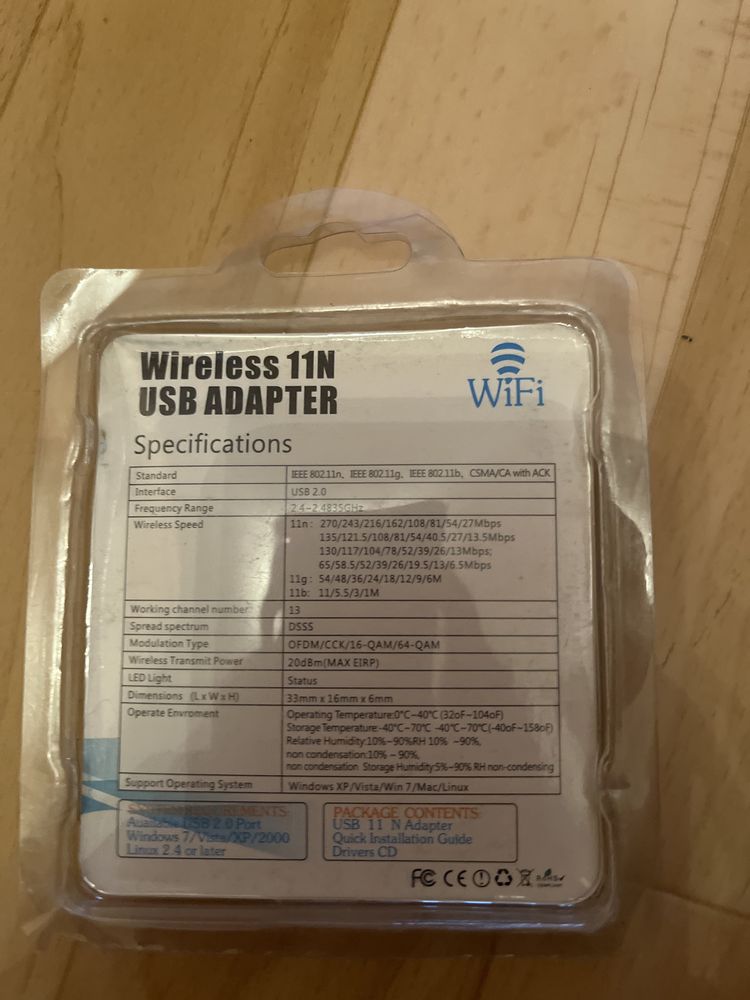 Wireless 11N
USB ADAPTER
WiFi
Specifications
Standard IEEE 802.11n、IEEE 802.11g、IEEE 802.11b、CSMA/CA with ACK
Interface USB 2.0
Frequency Range 2.4~2.4835GHz
Wireless Speed 11n： 270/243/216/162/108/81/54/27Mbps
135/121.5/108/81/54/40.5/27/13.5Mbps
130/117/104/78/52/39/26/13Mbps;
65/58.5/52/39/26/19.5/13/6.5Mbps
11g： 54/48/36/24/18/12/9/6M
11b: 11/5.5/3/1M
Working channel number 13
Spread spectrum DSSS
Modulation Type OFDM/CCK/16-QAM/64-QAM
Wireless Transmit Power 20dBm(MAX EIRP)
LED Light Status
Dimensions （L x W x H） 33mm x 16mm x 6mm
Operate Enviroment Operating Temperature:0°C~40°C (32oF~104oF)
Storage Temperature:-40°C~70°C -40°C~70°C(-40oF~158oF)
Relative Humidity:10%~90%RH 10% ~90%,
non condensation:10% ~ 90%,
non condensation Storage Humidity:5%~90% RH non-condensing
Support Operating System Windows XP/Vista/Win 7/Mac/Linux
SYSTEM REQUIREMENTS:
Available USB 2.0 Port
Windows 7/Vista/XP/2000
Linux 2.4 or later
PACKAGE CONTENTS:
USB 11 N Adapter
Quick Installation Guide
Drivers CD
FC CE RoHS